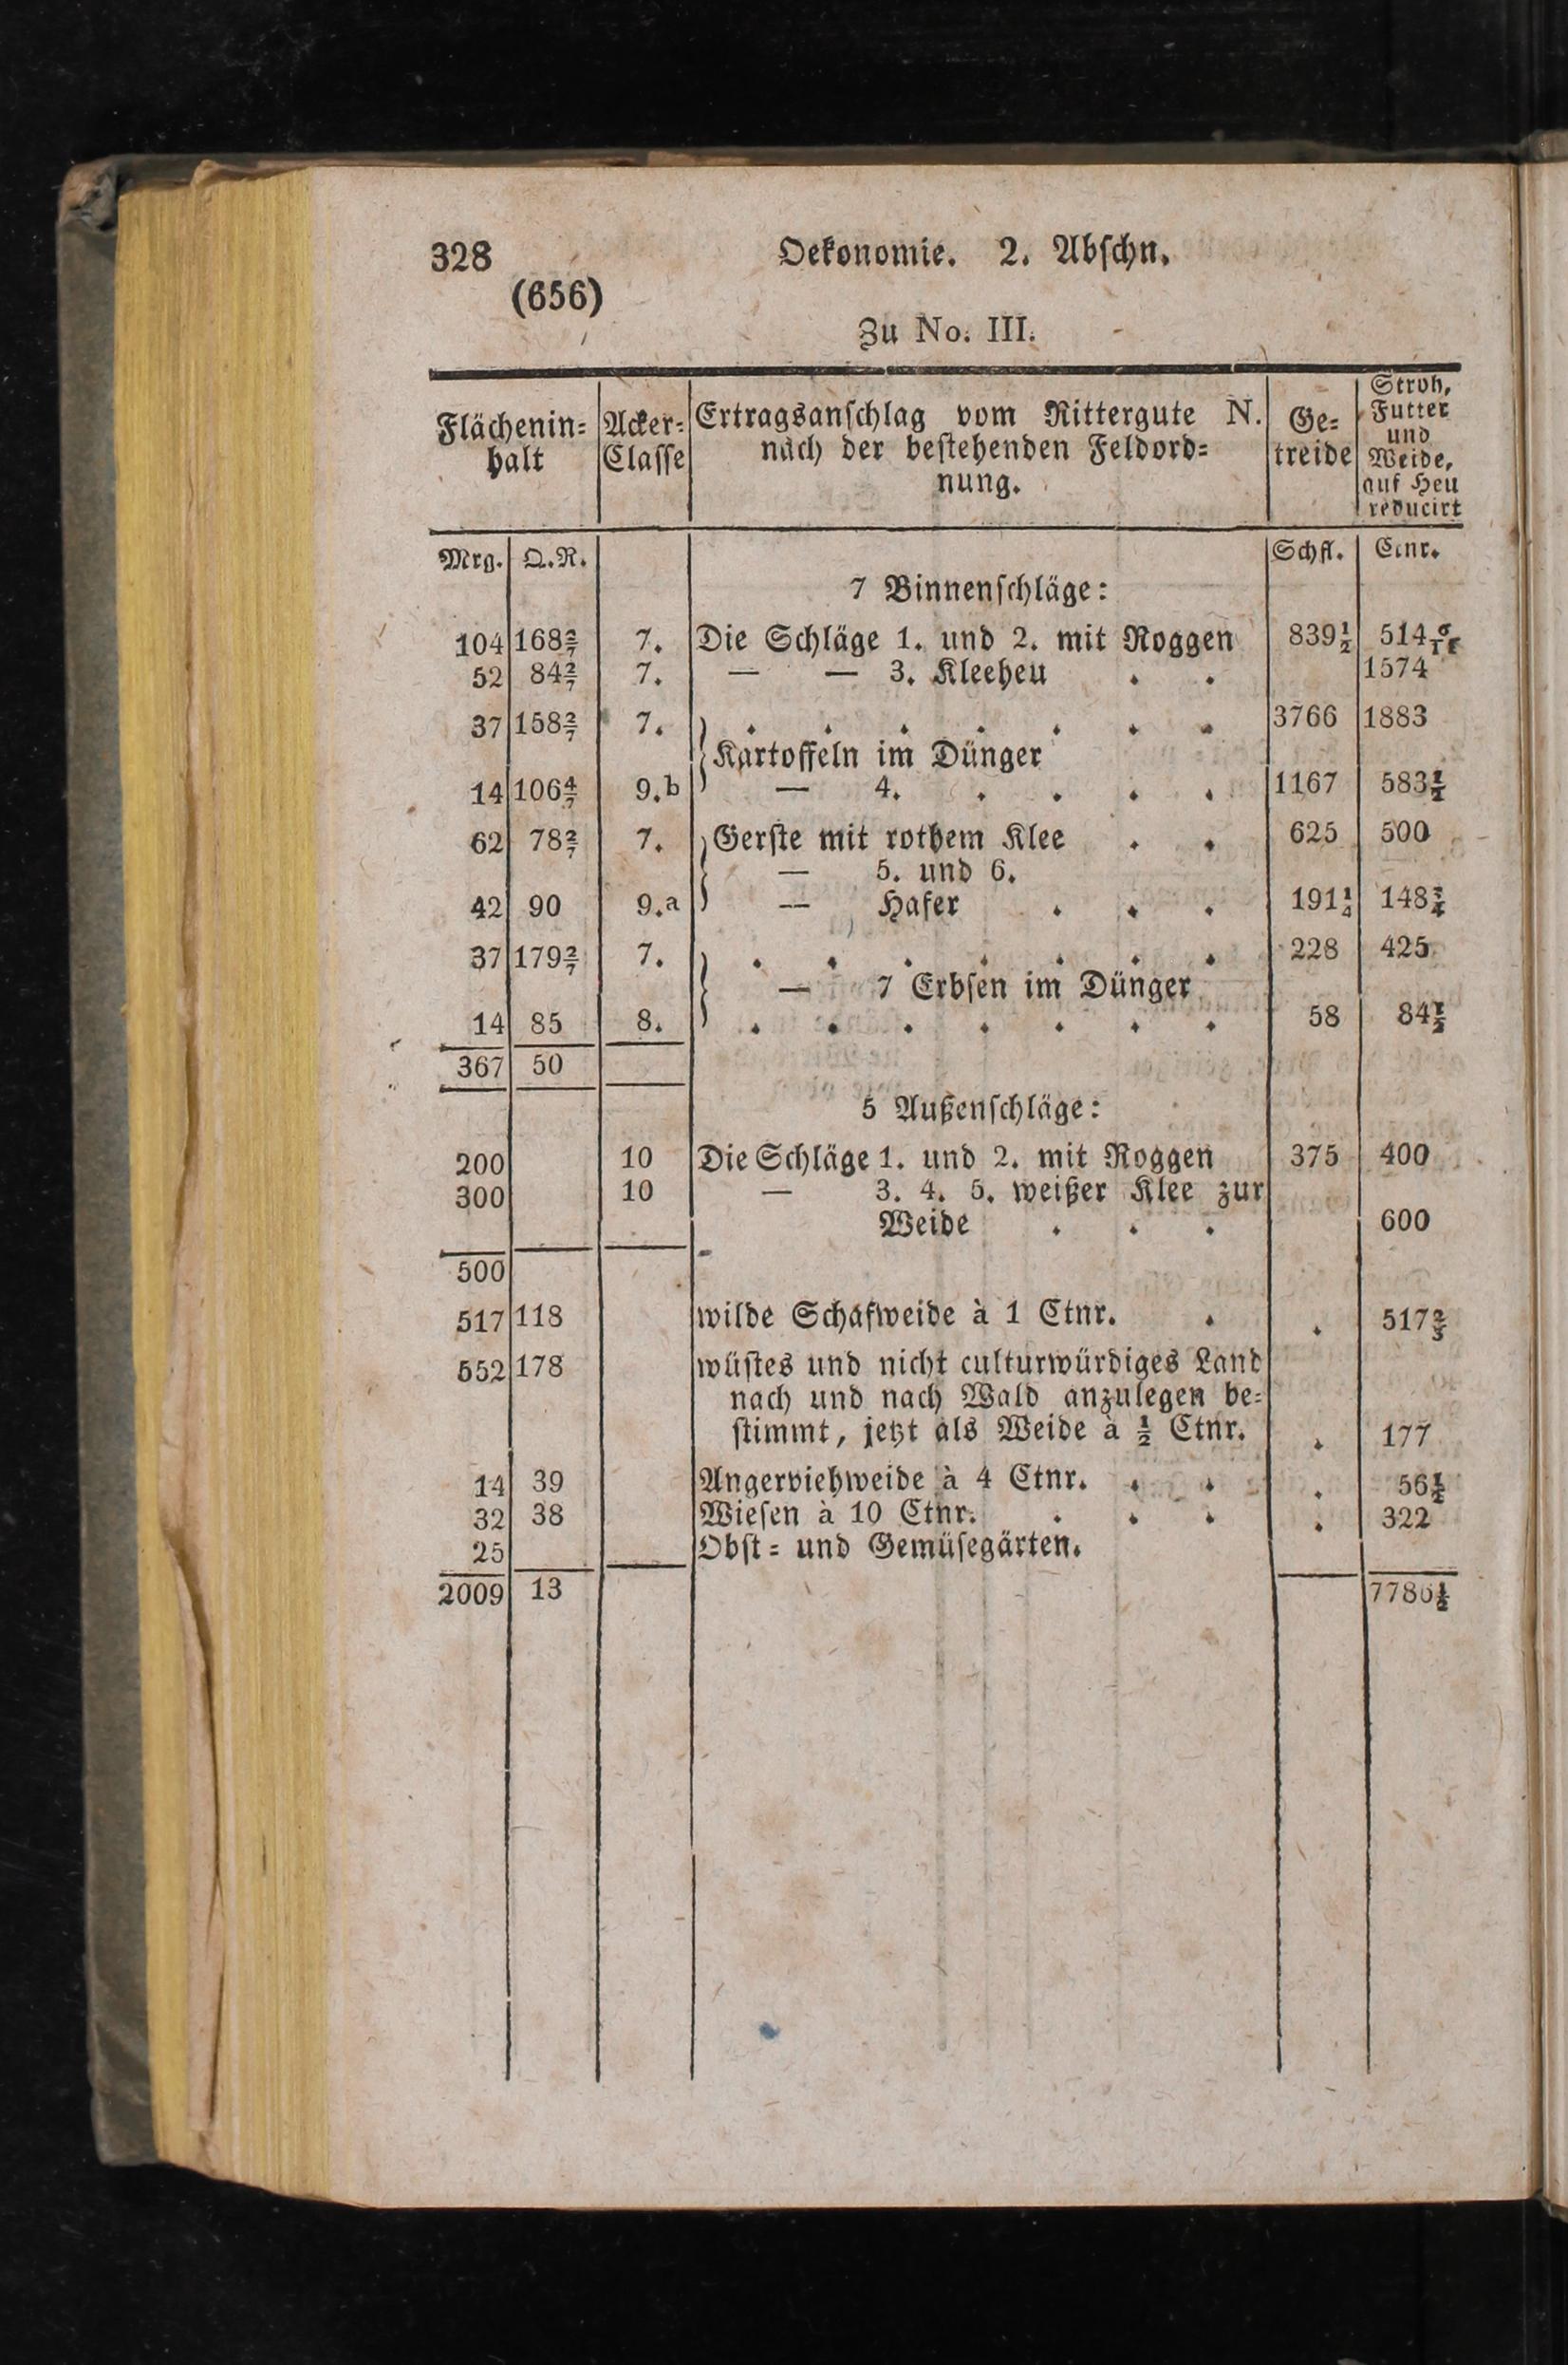 328 Oekonomie. 2. Abschn.
(656)
Zu No. III.
Flächenin= Acker= Ertragsanschlag vom Rittergute N. Ge= Stroh,
halt Classe nach der bestehenden Feldord= treide Futter
nung. und
Weide,
auf Heu
reducirt
Mrg. Q.R. Schfl. Ctnr.
7 Binnenschläge:
104 168 2/7 7. Die Schläge 1. und 2. mit Roggen 839 1/2 514
52 84 2/7 7. — — 3. Kleeheu . . 1574
37 158 2/7 7. . . . . . . . 3766 1883
Kartoffeln im Dünger
14 106 4/7 9.b — 4. . . . . 1167 583 1/2
62 78 2/7 7. Gerste mit rothem Klee . . 625 500
— 5. und 6.
42 90 9.a — Hafer . . . 191 1/4 148 3/4
37 179 2/7 7. . . . . . . . 228 425
— 7 Erbsen im Dünger
14 85 8. . . . . . . . 58 84 1/2
367 50
5 Außenschläge:
200 10 Die Schläge 1. und 2. mit Roggen 375 400
300 10 — 3. 4. 5. weißer Klee zur
Weide . . . 600
500
517 118 wilde Schafweide à 1 Ctnr. . . 517 2/3
552 178 wüstes und nicht culturwürdiges Land
nach und nach Wald anzulegen be=
stimmt, jetzt als Weide à 1/2 Ctnr. . 177
14 39 Angerviehweide à 4 Ctnr. . . . 56 1/2
32 38 Wiesen à 10 Ctnr. . . . . 322
25 Obst= und Gemüsegärten.
2009 13 7786 1/2